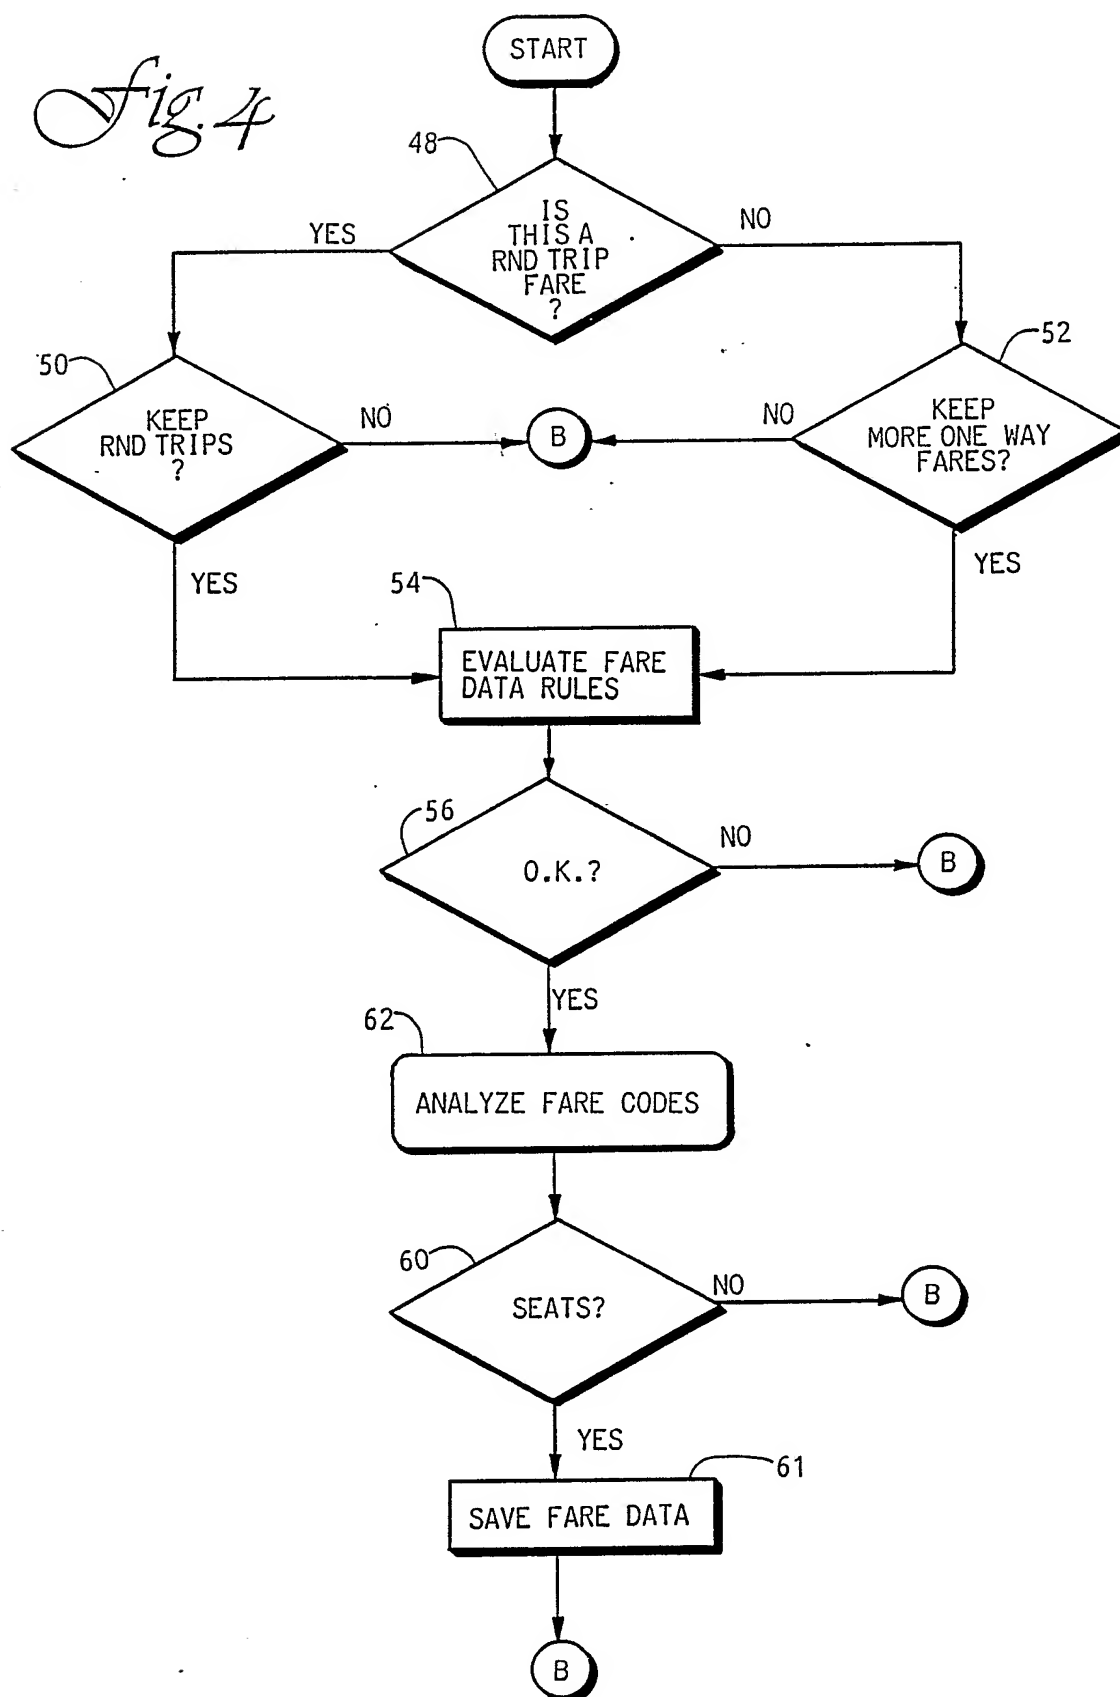 Fig. 4
START
48
IS
THIS A
RND TRIP
FARE
?
YES
NO
50
KEEP
RND TRIPS
?
NO
B
NO
52
KEEP
MORE ONE WAY
FARES?
YES
YES
54
EVALUATE FARE
DATA RULES
56
O.K.?
NO
B
YES
62
ANALYZE FARE CODES
60
SEATS?
NO
B
YES
61
SAVE FARE DATA
B